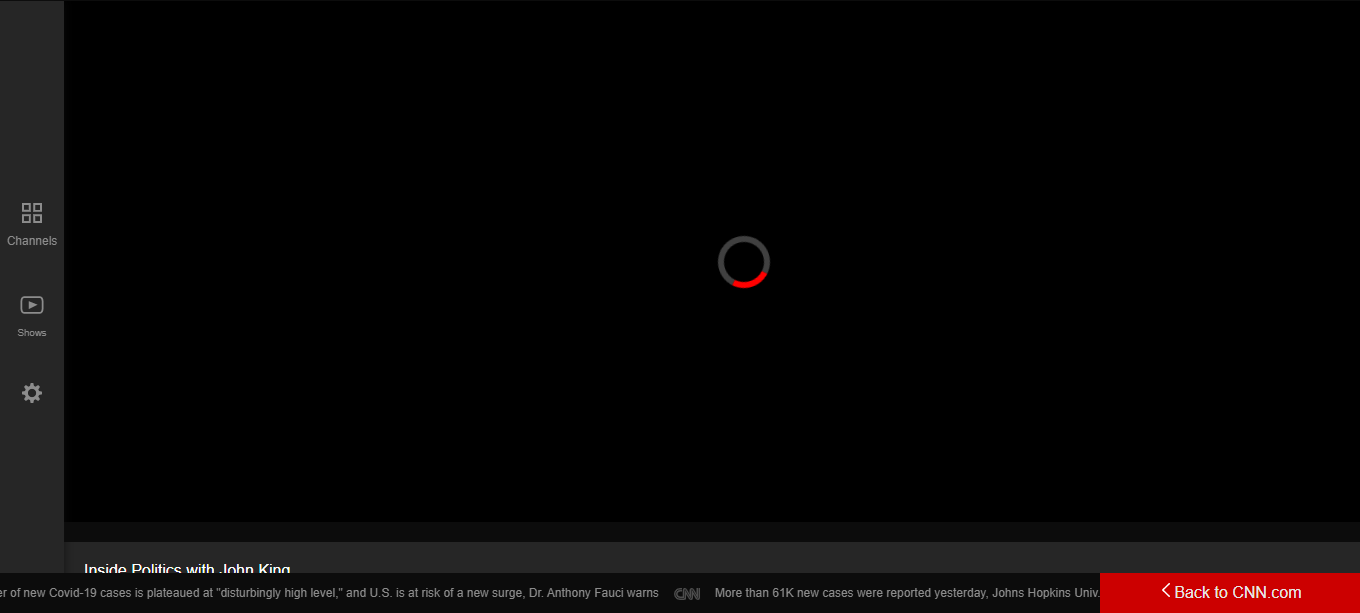 Channels
Shows
Inside Politics with John King
er of new Covid-19 cases is plateaued at "disturbingly high level," and U.S. is at risk of a new surge, Dr. Anthony Fauci warns CNN More than 61K new cases were reported yesterday, Johns Hopkins Univ.
Back to CNN.com